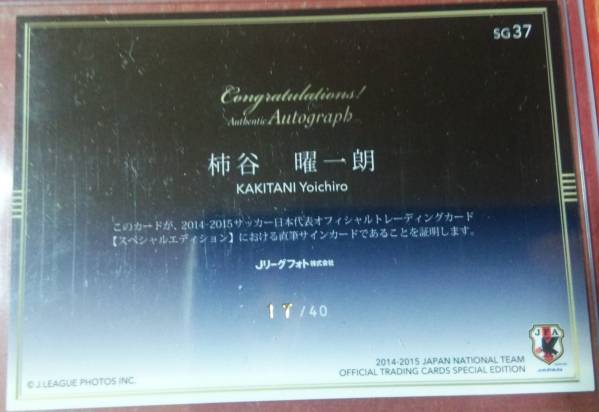 SG37
Congratulations!
Authentic Autograph
柿谷 曜一朗
KAKITANI Yoichiro
このカードが、2014-2015サッカー日本代表オフィシャルトレーディングカード
【スペシャルエディション】における直筆サインカードであることを証明します。
Jリーグフォト株式会社
17/40
JFA
JAPAN
2014-2015 JAPAN NATIONAL TEAM
OFFICIAL TRADING CARDS SPECIAL EDITION
© J.LEAGUE PHOTOS INC.